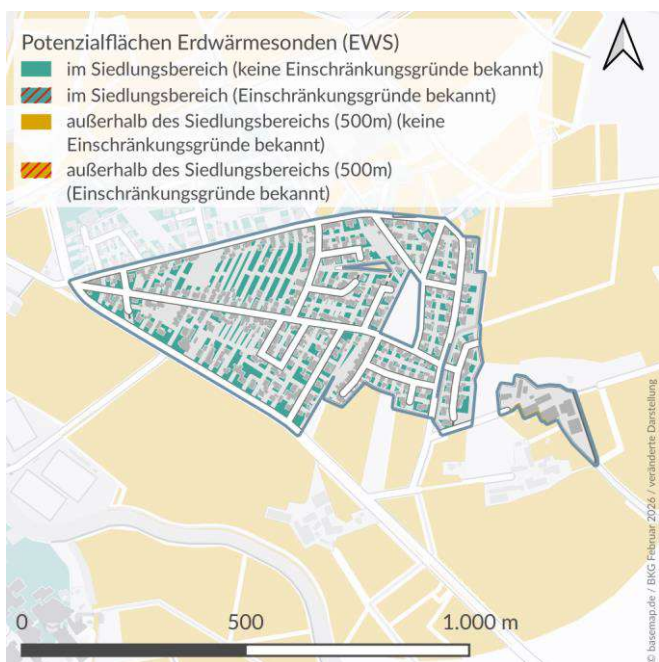 Potenzialflächen Erdwärmesonden (EWS)
im Siedlungsbereich (keine Einschränkungsgründe bekannt)
im Siedlungsbereich (Einschränkungsgründe bekannt)
außerhalb des Siedlungsbereichs (500m) (keine
Einschränkungsgründe bekannt)
außerhalb des Siedlungsbereichs (500m)
(Einschränkungsgründe bekannt)
© basemap.de / BKG Februar 2026 / veränderte Darstellung
0 500 1.000 m